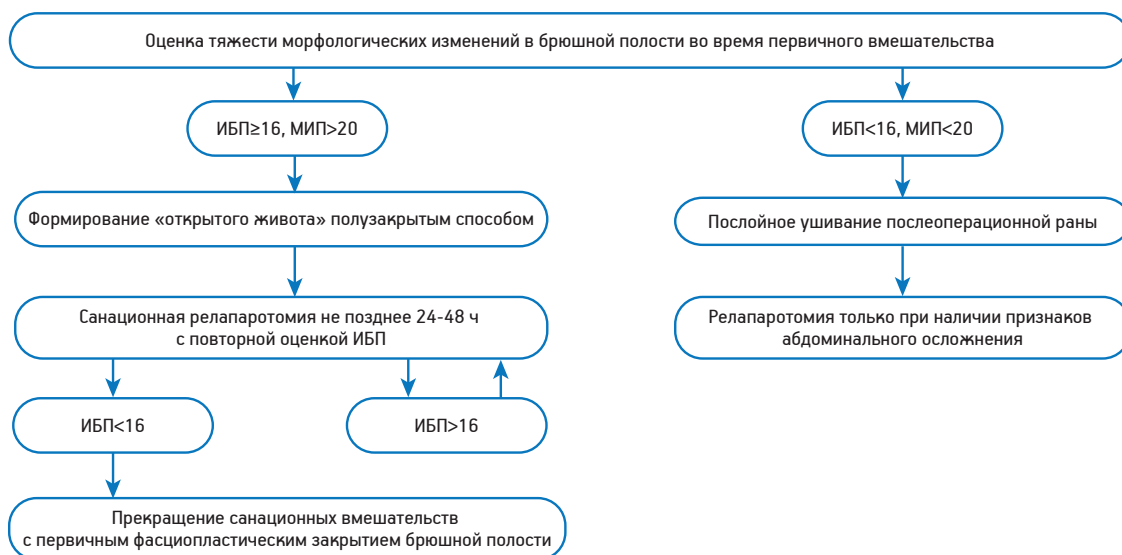 Оценка тяжести морфологических изменений в брюшной полости во время первичного вмешательства
ИБП≥16, МИП>20
ИБП<16, МИП<20
Формирование «открытого живота» полузакрытым способом
Послойное ушивание послеоперационной раны
Санационная релапаротомия не позднее 24-48 ч
с повторной оценкой ИБП
Релапаротомия только при наличии признаков
абдоминального осложнения
ИБП<16
ИБП>16
Прекращение санационных вмешательств
с первичным фасциопластическим закрытием брюшной полости